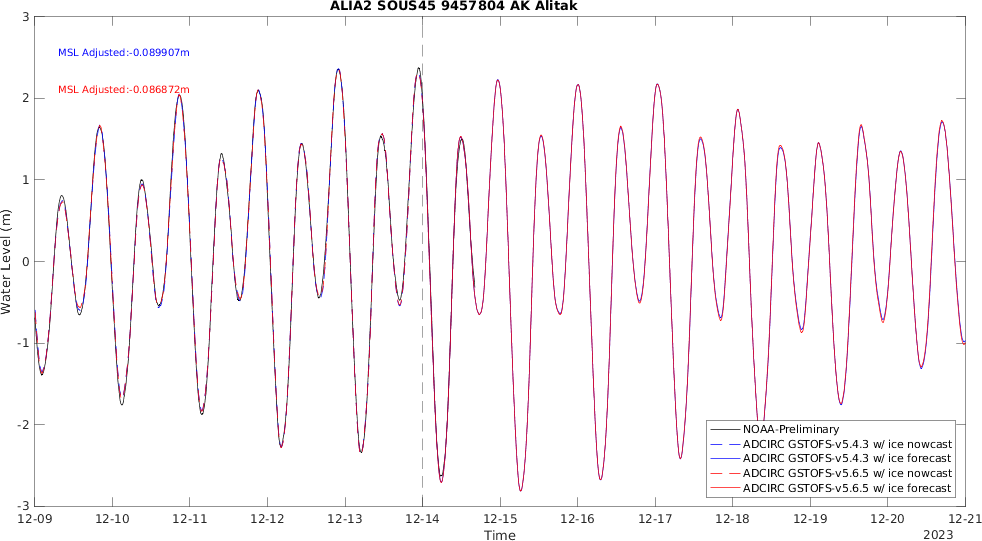 ALIA2 SOUS45 9457804 AK Alitak
MSL Adjusted:-0.089907m
MSL Adjusted:-0.086872m
Water Level (m)
3
2
1
0
-1
-2
-3
NOAA-Preliminary
ADCIRC GSTOFS-v5.4.3 w/ ice nowcast
ADCIRC GSTOFS-v5.4.3 w/ ice forecast
ADCIRC GSTOFS-v5.6.5 w/ ice nowcast
ADCIRC GSTOFS-v5.6.5 w/ ice forecast
12-09 12-10 12-11 12-12 12-13 12-14 12-15 12-16 12-17 12-18 12-19 12-20 12-21
Time
2023